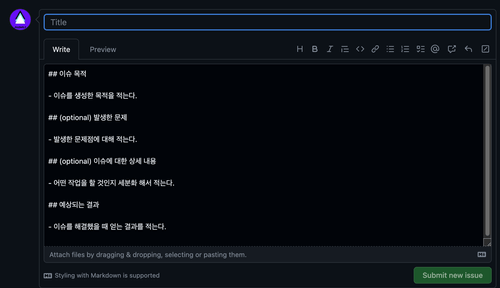 Title
Write Preview
## 이슈 목적
- 이슈를 생성한 목적을 적는다.
## (optional) 발생한 문제
- 발생한 문제점에 대해 적는다.
## (optional) 이슈에 대한 상세 내용
- 어떤 작업을 할 것인지 세분화 해서 적는다.
## 예상되는 결과
- 이슈를 해결했을 때 얻는 결과를 적는다.
Attach files by dragging & dropping, selecting or pasting them.
Styling with Markdown is supported
Submit new issue